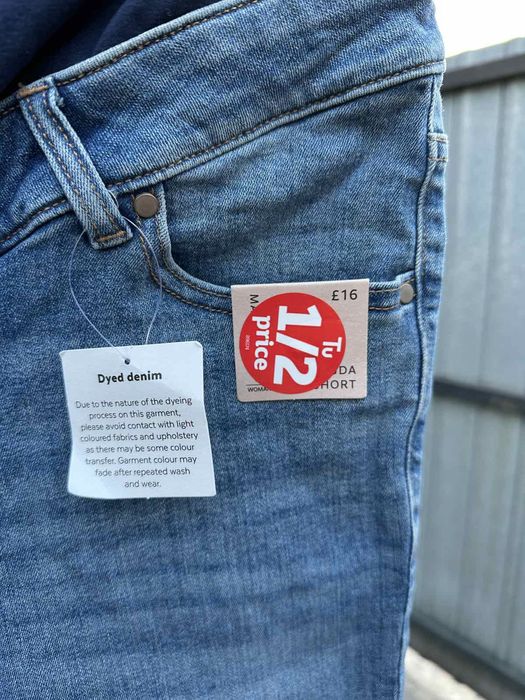 £16
Tu
1/2
price
SHORT
Dyed denim
Due to the nature of the dyeing
process on this garment,
please avoid contact with light
coloured fabrics and upholstery
as there may be some colour
transfer. Garment colour may
fade after repeated wash
and wear.